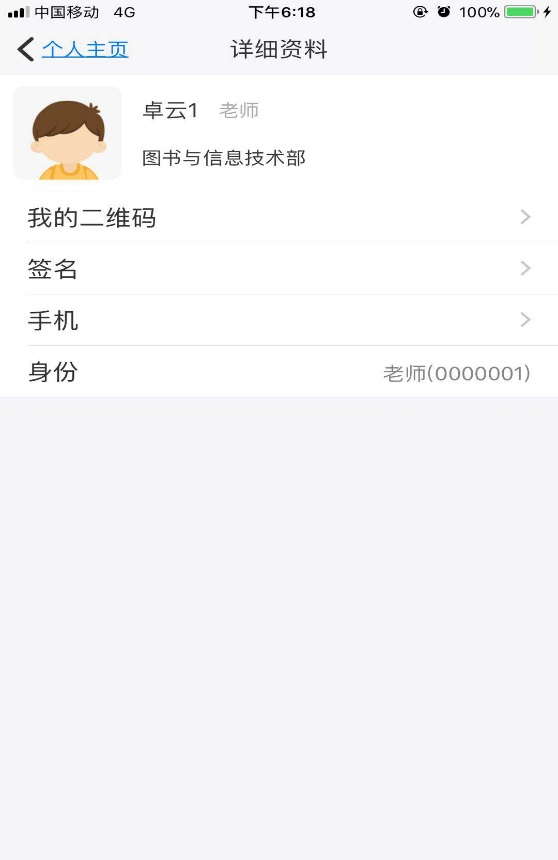 中国移动 4G 下午6:18 100%
个人主页 详细资料
卓云1 老师
图书与信息技术部
我的二维码
签名
手机
身份 老师(0000001)